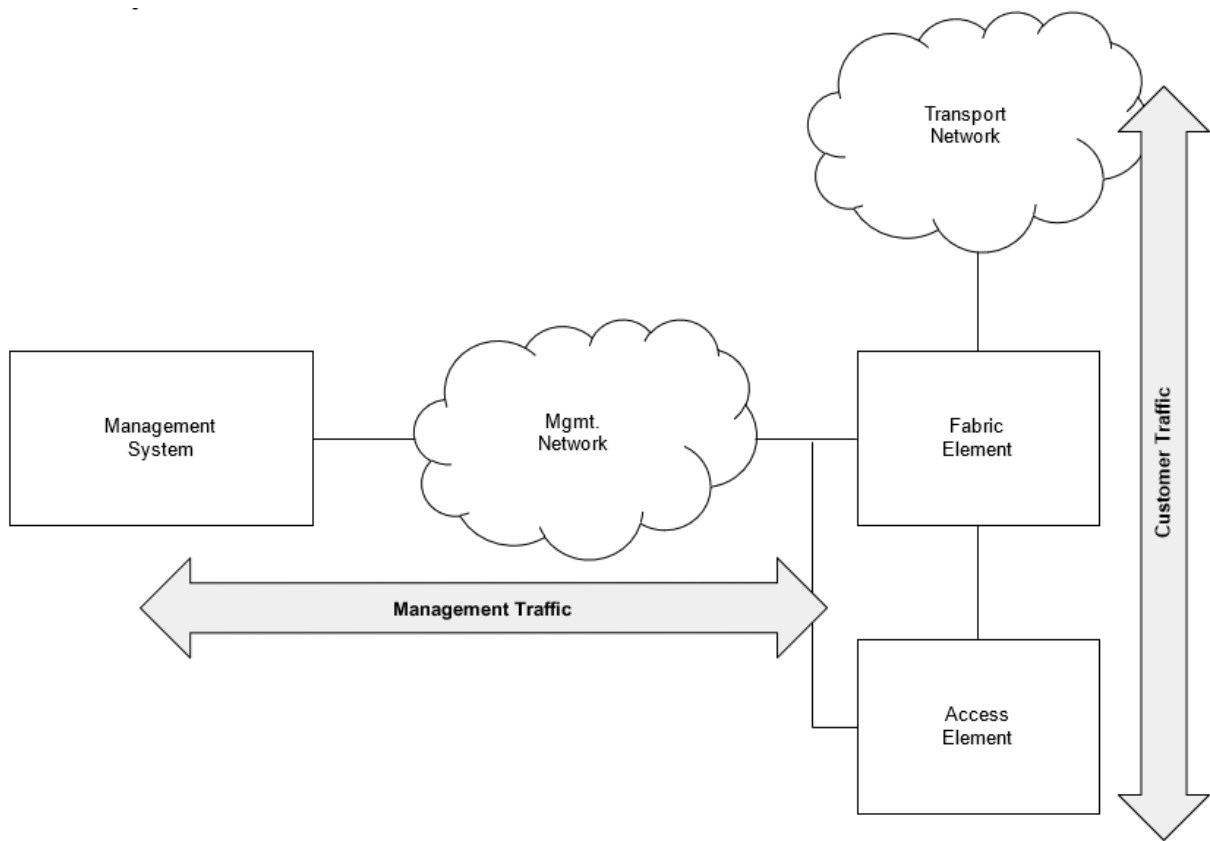 Transport
Network
Management
System
Mgmt.
Network
Fabric
Element
Customer Traffic
Management Traffic
Access
Element